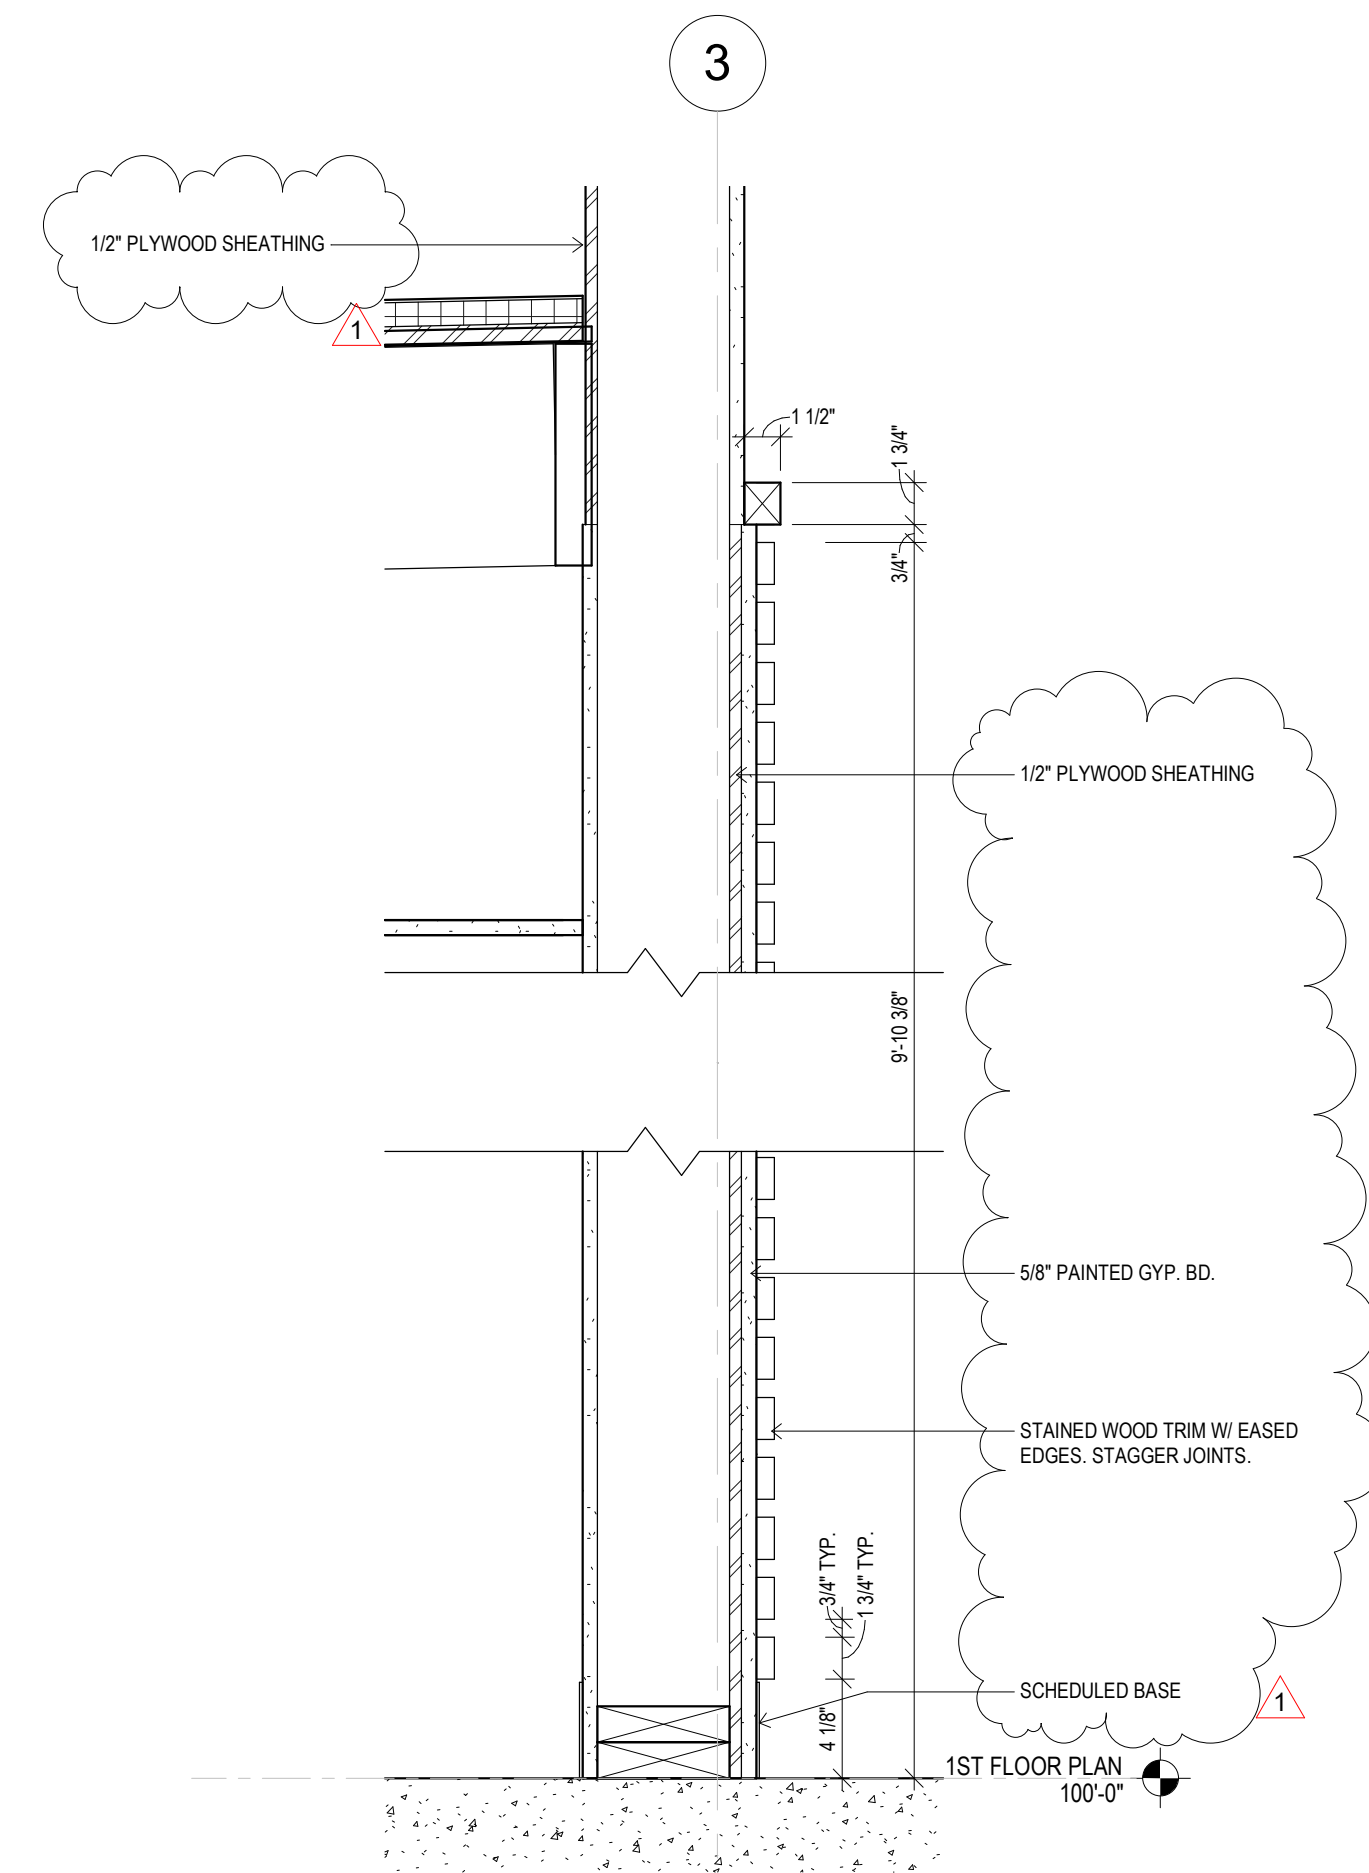 3
1/2" PLYWOOD SHEATHING
1
1 1/2"
1 3/4"
3/4"
1/2" PLYWOOD SHEATHING
9'-10 3/8"
5/8" PAINTED GYP. BD.
STAINED WOOD TRIM W/ EASED
EDGES. STAGGER JOINTS.
3/4" TYP.
1 3/4" TYP.
4 1/8"
SCHEDULED BASE
1
1ST FLOOR PLAN
100'-0"